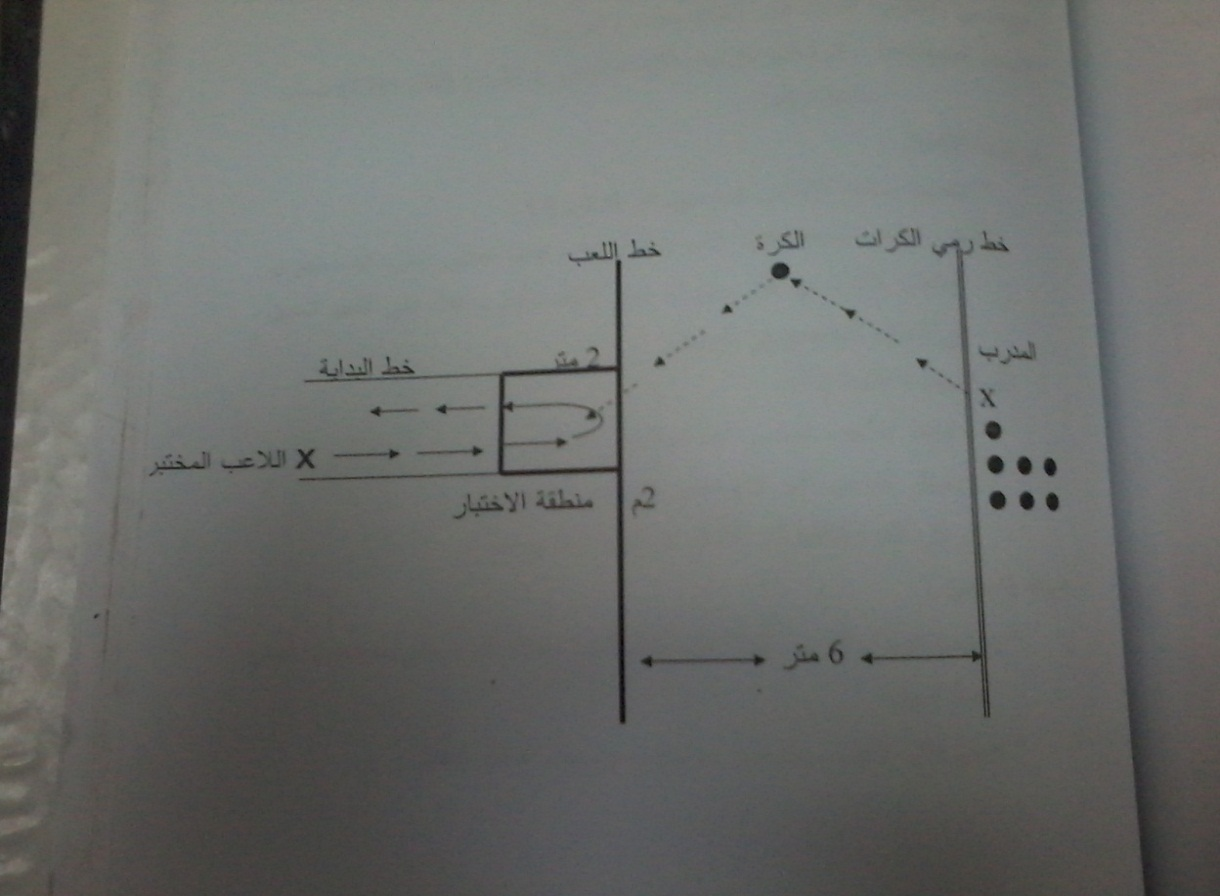 خط رمي الكرات
الكرة
خط اللعب
المدرب
X
2 متر
خط البداية
اللاعب المختبر X
منطقة الاختبار
2م
6 متر